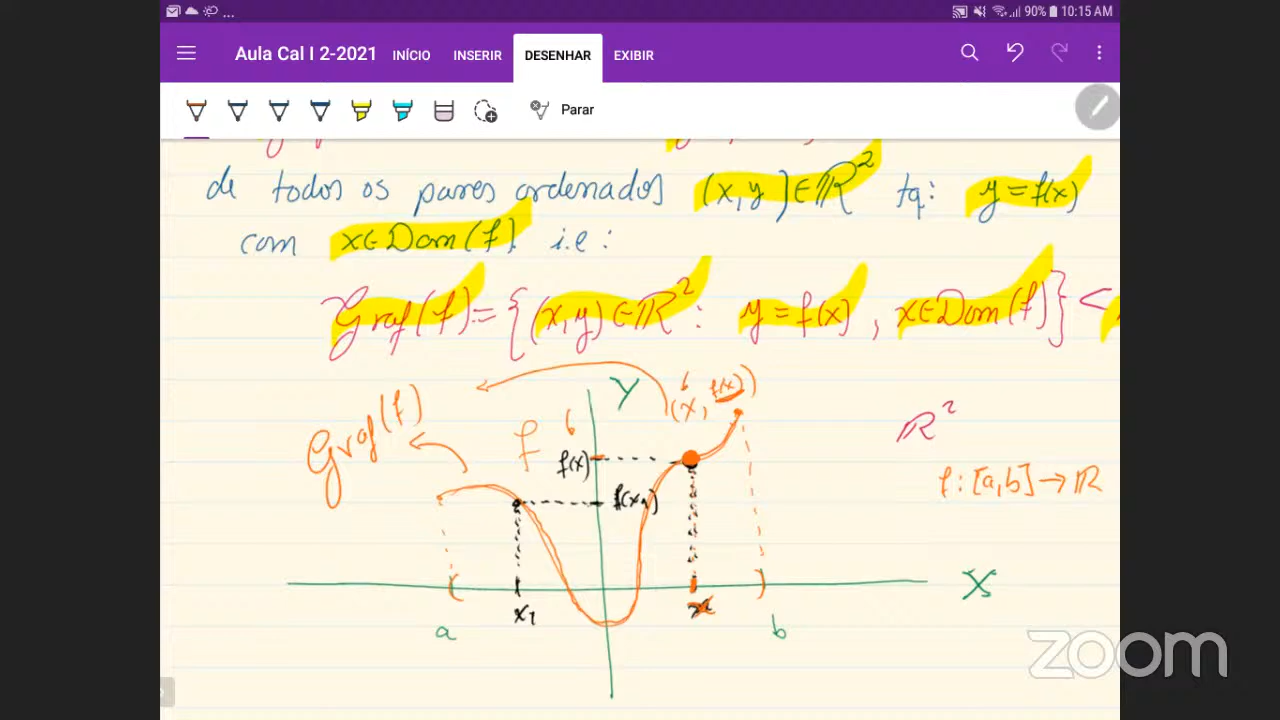 90% 10:15 AM
Aula Cal I 2-2021 INÍCIO INSERIR DESENHAR EXIBIR
Parar
de todos os pares ordenados (x,y)∈ℝ² tq: y=f(x)
com x∈Dom(f). i.e:
Graf(f):={(x,y)∈ℝ²: y=f(x), x∈Dom(f)}<
Graf(f) f Y (x, f(x)) ℝ²
f(x) f: [a,b]→ℝ
f(x₁)
X
x₁ x
a b
zoom